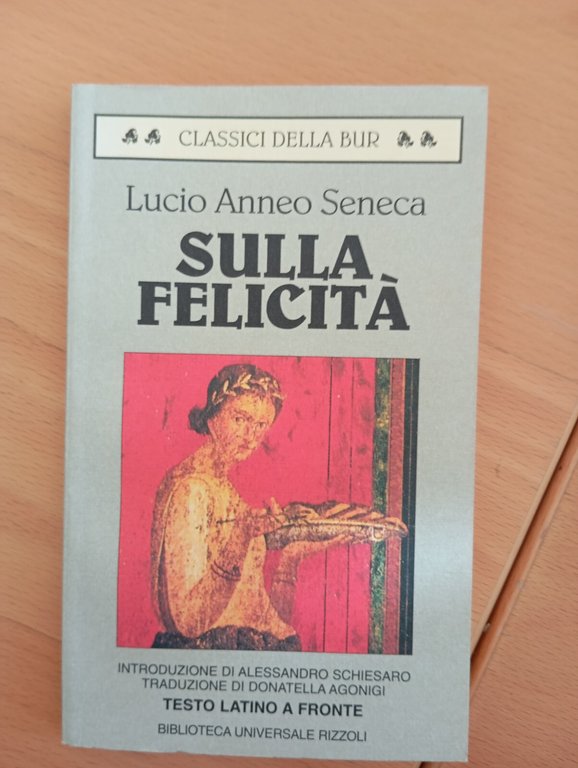 CLASSICI DELLA BUR
Lucio Anneo Seneca
SULLA
FELICITÀ
INTRODUZIONE DI ALESSANDRO SCHIESARO
TRADUZIONE DI DONATELLA AGONIGI
TESTO LATINO A FRONTE
BIBLIOTECA UNIVERSALE RIZZOLI